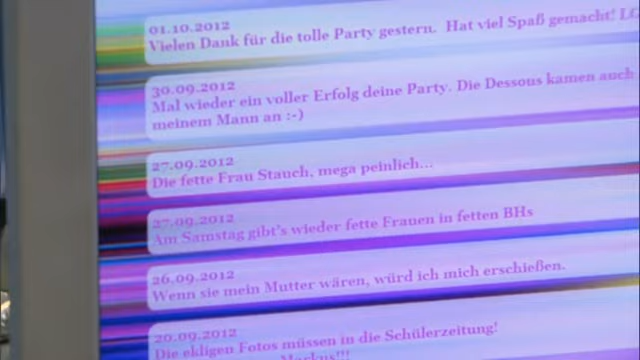 01.10.2012
Vielen Dank für die tolle Party gestern. Hat viel Spaß gemacht! LG
30.09.2012
Mal wieder ein voller Erfolg deine Party. Die Dessous kamen auch
meinem Mann an :-)
27.09.2012
Die fette Frau Stauch, mega peinlich...
27.09.2012
Am Samstag gibt's wieder fette Frauen in fetten BHs
26.09.2012
Wenn sie mein Mutter wären, würd ich mich erschießen.
20.09.2012
Die ekligen Fotos müssen in die Schülerzeitung!
Markus!!!